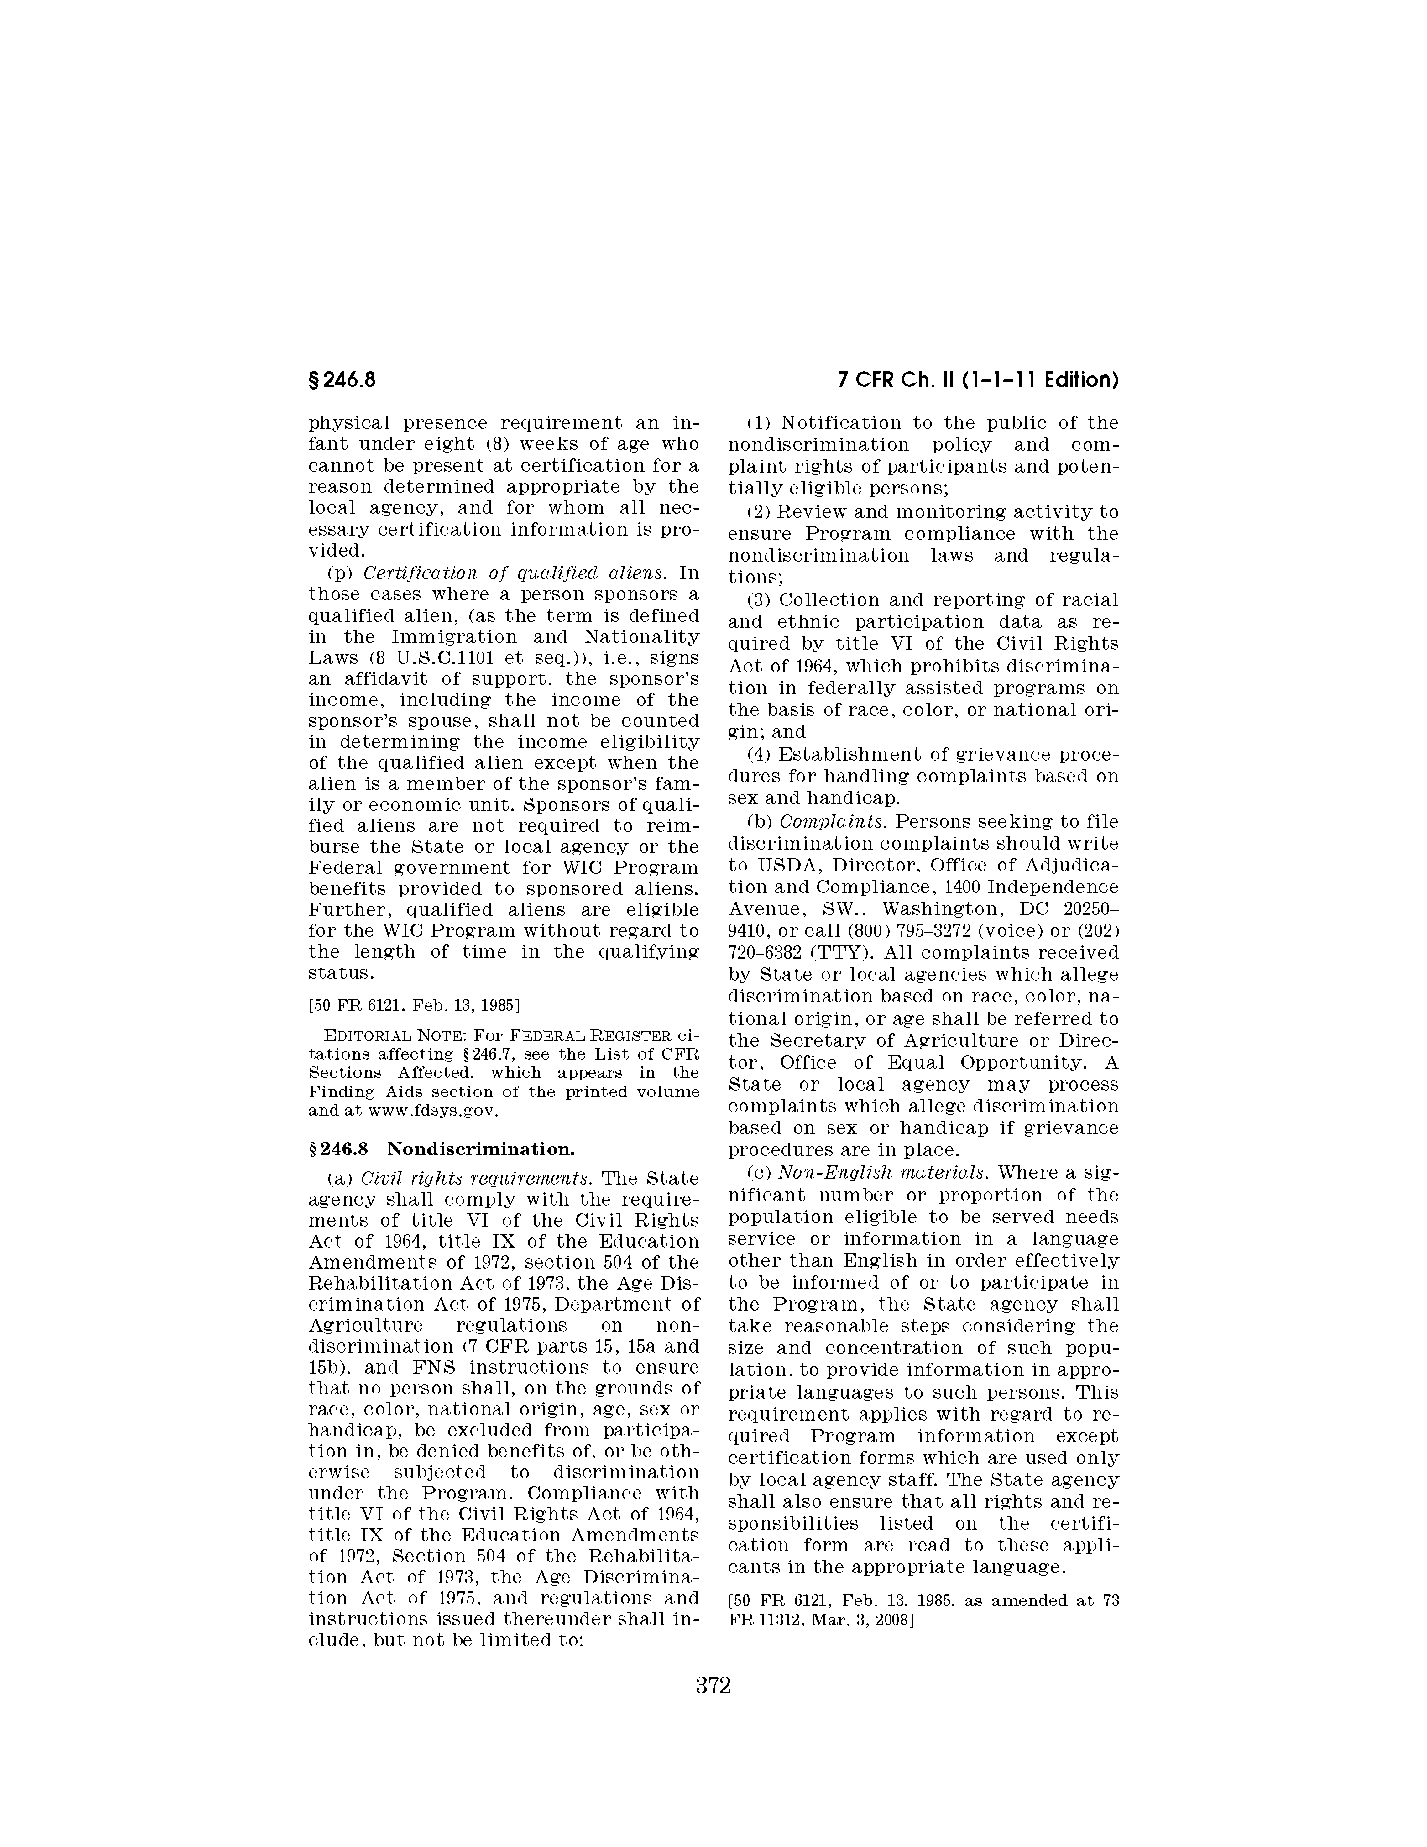 § 246.8
7 CFR Ch. II (1–1–11 Edition)
physical presence requirement an in-
fant under eight (8) weeks of age who
cannot be present at certification for a
reason determined appropriate by the
local agency, and for whom all nec-
essary certification information is pro-
vided.
(p) Certification of qualified aliens. In
those cases where a person sponsors a
qualified alien, (as the term is defined
in the Immigration and Nationality
Laws (8 U.S.C.1101 et seq.)), i.e., signs
an affidavit of support, the sponsor's
income, including the income of the
sponsor's spouse, shall not be counted
in determining the income eligibility
of the qualified alien except when the
alien is a member of the sponsor's fam-
ily or economic unit. Sponsors of quali-
fied aliens are not required to reim-
burse the State or local agency or the
Federal government for WIC Program
benefits provided to sponsored aliens.
Further, qualified aliens are eligible
for the WIC Program without regard to
the length of time in the qualifying
status.
[50 FR 6121, Feb. 13, 1985]
EDITORIAL NOTE: For FEDERAL REGISTER ci-
tations affecting § 246.7, see the List of CFR
Sections Affected, which appears in the
Finding Aids section of the printed volume
and at www.fdsys.gov.
§ 246.8 Nondiscrimination.
(a) Civil rights requirements. The State
agency shall comply with the require-
ments of title VI of the Civil Rights
Act of 1964, title IX of the Education
Amendments of 1972, section 504 of the
Rehabilitation Act of 1973, the Age Dis-
crimination Act of 1975, Department of
Agriculture regulations on non-
discrimination (7 CFR parts 15, 15a and
15b), and FNS instructions to ensure
that no person shall, on the grounds of
race, color, national origin, age, sex or
handicap, be excluded from participa-
tion in, be denied benefits of, or be oth-
erwise subjected to discrimination
under the Program. Compliance with
title VI of the Civil Rights Act of 1964,
title IX of the Education Amendments
of 1972, Section 504 of the Rehabilita-
tion Act of 1973, the Age Discrimina-
tion Act of 1975, and regulations and
instructions issued thereunder shall in-
clude, but not be limited to:
(1) Notification to the public of the
nondiscrimination policy and com-
plaint rights of participants and poten-
tially eligible persons;
(2) Review and monitoring activity to
ensure Program compliance with the
nondiscrimination laws and regula-
tions;
(3) Collection and reporting of racial
and ethnic participation data as re-
quired by title VI of the Civil Rights
Act of 1964, which prohibits discrimina-
tion in federally assisted programs on
the basis of race, color, or national ori-
gin; and
(4) Establishment of grievance proce-
dures for handling complaints based on
sex and handicap.
(b) Complaints. Persons seeking to file
discrimination complaints should write
to USDA, Director, Office of Adjudica-
tion and Compliance, 1400 Independence
Avenue, SW., Washington, DC 20250–
9410, or call (800) 795–3272 (voice) or (202)
720–6382 (TTY). All complaints received
by State or local agencies which allege
discrimination based on race, color, na-
tional origin, or age shall be referred to
the Secretary of Agriculture or Direc-
tor, Office of Equal Opportunity. A
State or local agency may process
complaints which allege discrimination
based on sex or handicap if grievance
procedures are in place.
(c) Non-English materials. Where a sig-
nificant number or proportion of the
population eligible to be served needs
service or information in a language
other than English in order effectively
to be informed of or to participate in
the Program, the State agency shall
take reasonable steps considering the
size and concentration of such popu-
lation, to provide information in appro-
priate languages to such persons. This
requirement applies with regard to re-
quired Program information except
certification forms which are used only
by local agency staff. The State agency
shall also ensure that all rights and re-
sponsibilities listed on the certifi-
cation form are read to these appli-
cants in the appropriate language.
[50 FR 6121, Feb. 13, 1985, as amended at 73
FR 11312, Mar. 3, 2008]
372